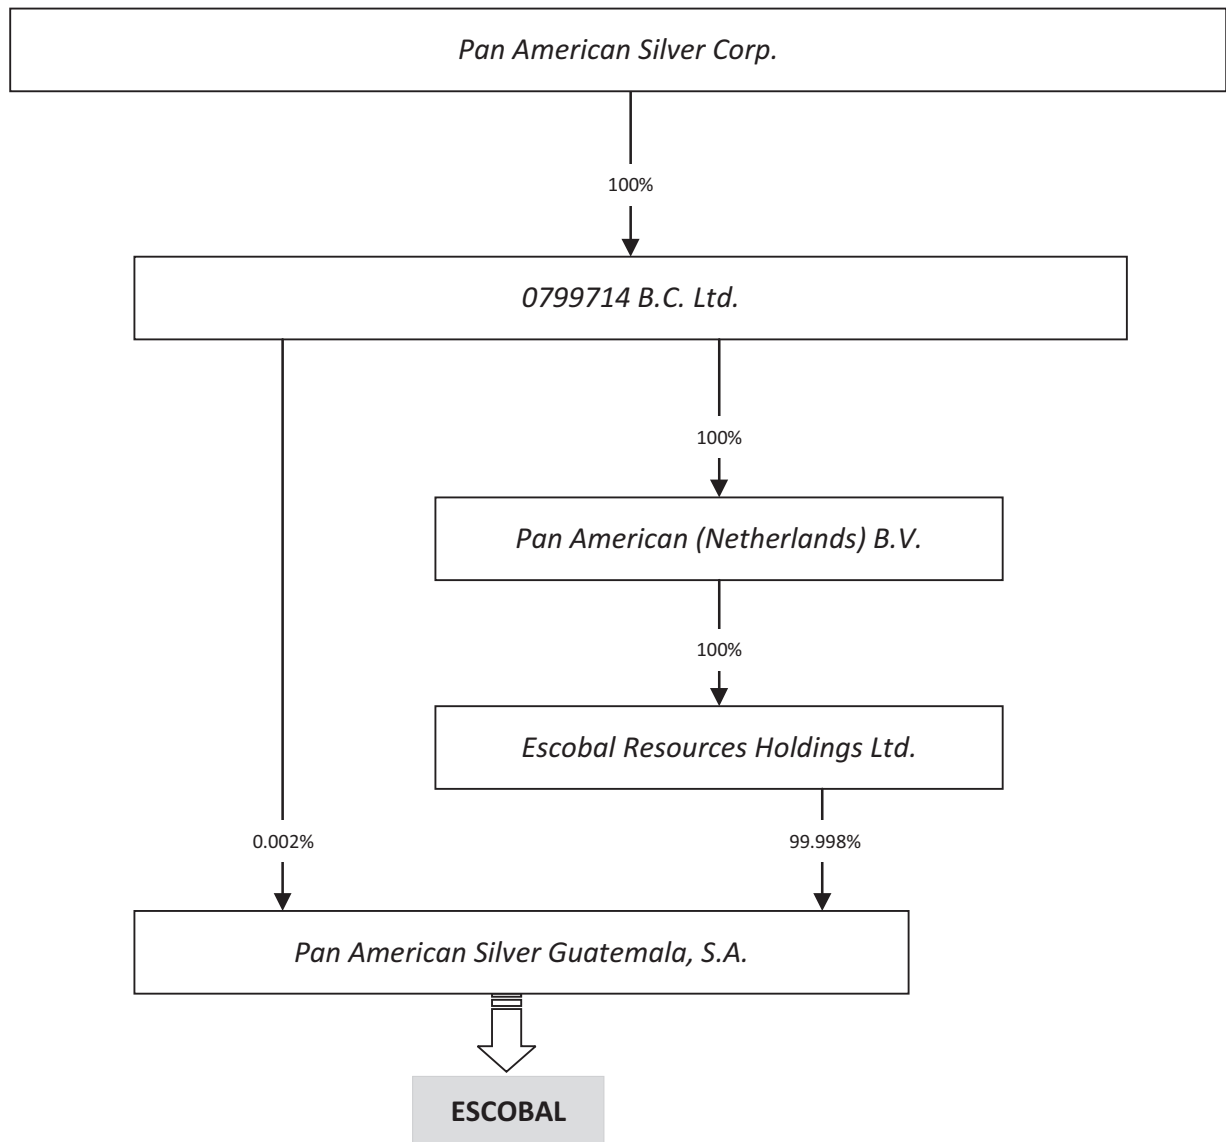 Pan American Silver Corp.
100%
0799714 B.C. Ltd.
100%
Pan American (Netherlands) B.V.
100%
Escobal Resources Holdings Ltd.
0.002%
99.998%
Pan American Silver Guatemala, S.A.
ESCOBAL